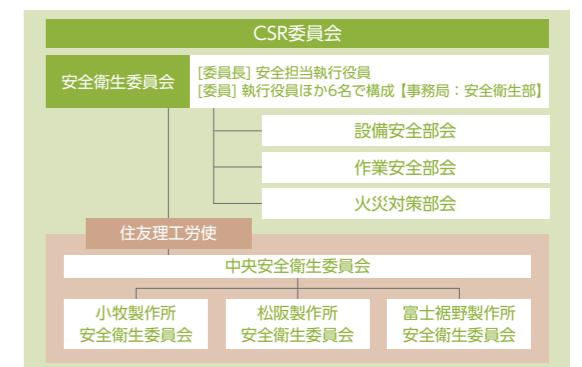 CSR委員会
安全衛生委員会
[委員長] 安全担当執行役員
[委員] 執行役員ほか6名で構成【事務局：安全衛生部】
設備安全部会
作業安全部会
火災対策部会
住友理工労使
中央安全衛生委員会
小牧製作所
安全衛生委員会
松阪製作所
安全衛生委員会
富士裾野製作所
安全衛生委員会